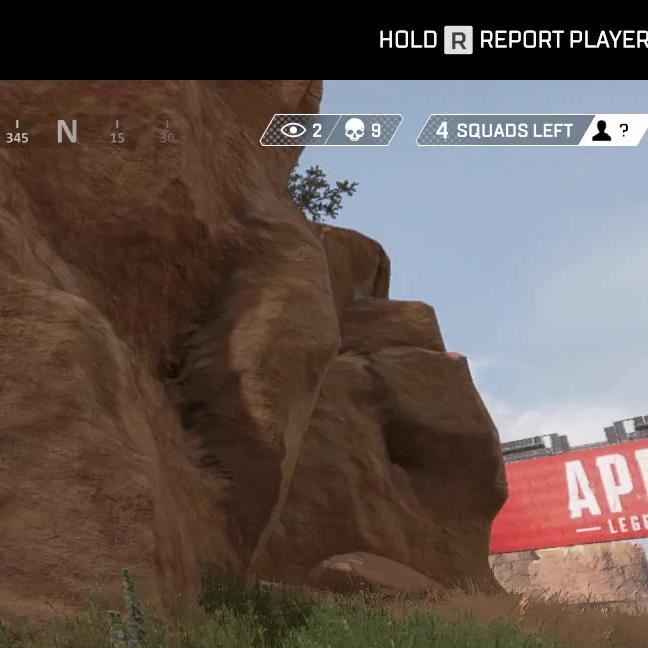 HOLD R REPORT PLAYER
345 N 15 30
2 9 4 SQUADS LEFT ?
AP
LEG